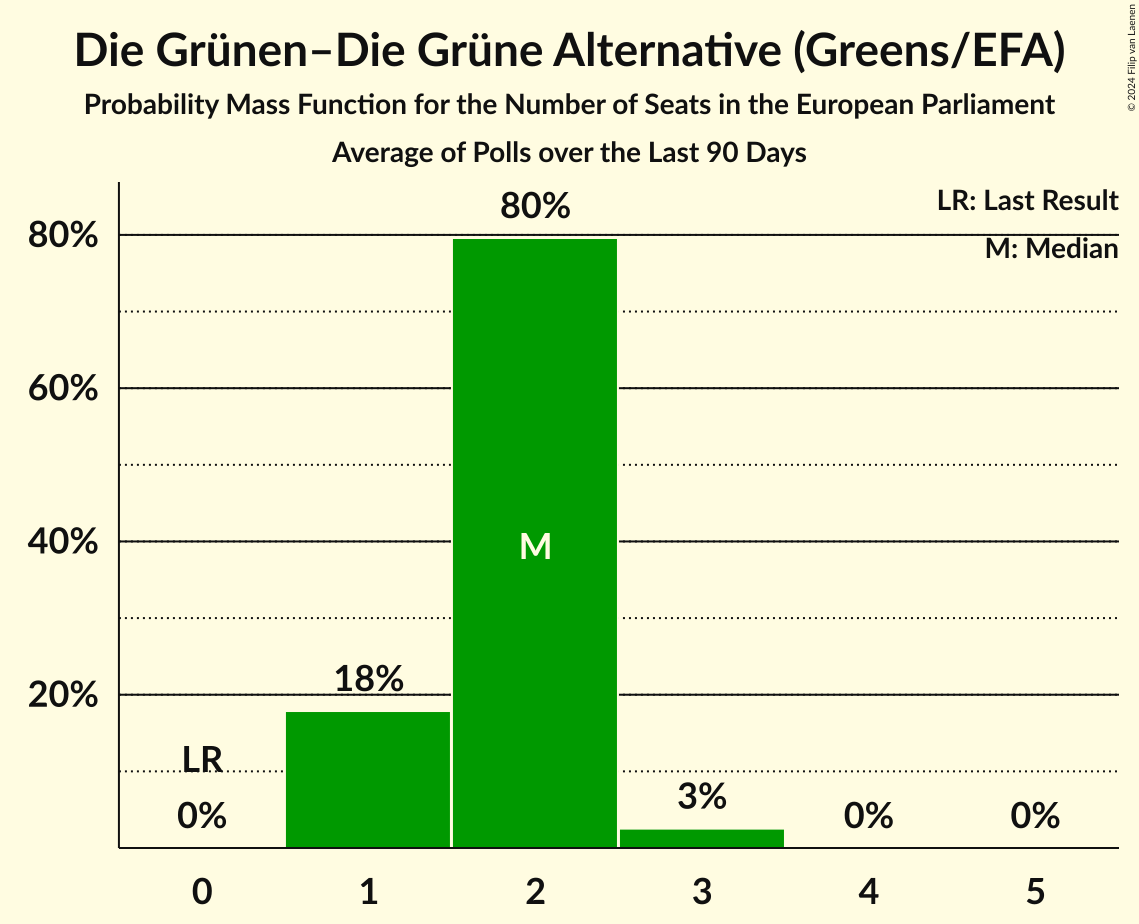 Die Grünen–Die Grüne Alternative (Greens/EFA)
Probability Mass Function for the Number of Seats in the European Parliament
Average of Polls over the Last 90 Days
© 2024 Filip van Laenen
LR: Last Result
M: Median
80%
60%
40%
20%
LR
0%
18%
80%
M
3%
0%
0%
0 1 2 3 4 5